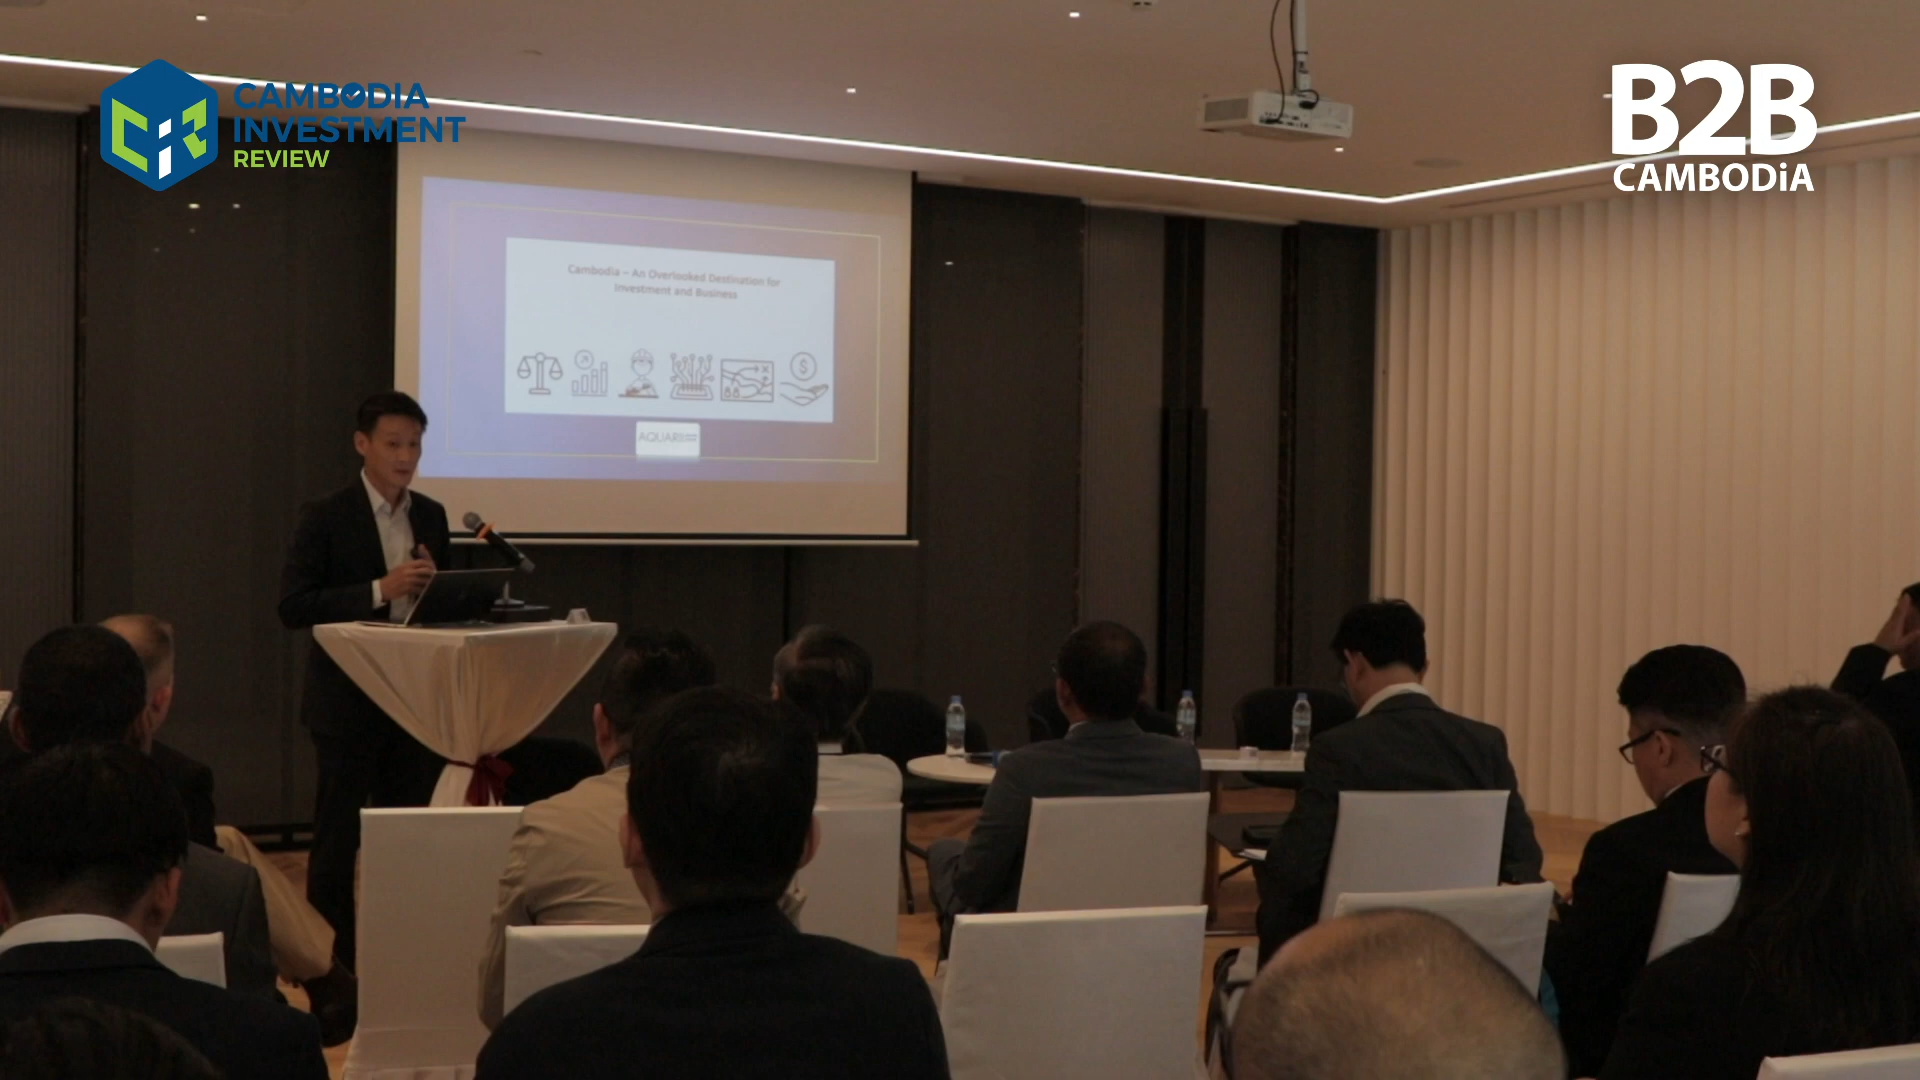 CAMBODIA
INVESTMENT
REVIEW
B2B
CAMBODiA
Cambodia – An Overlooked Destination for
Investment and Business